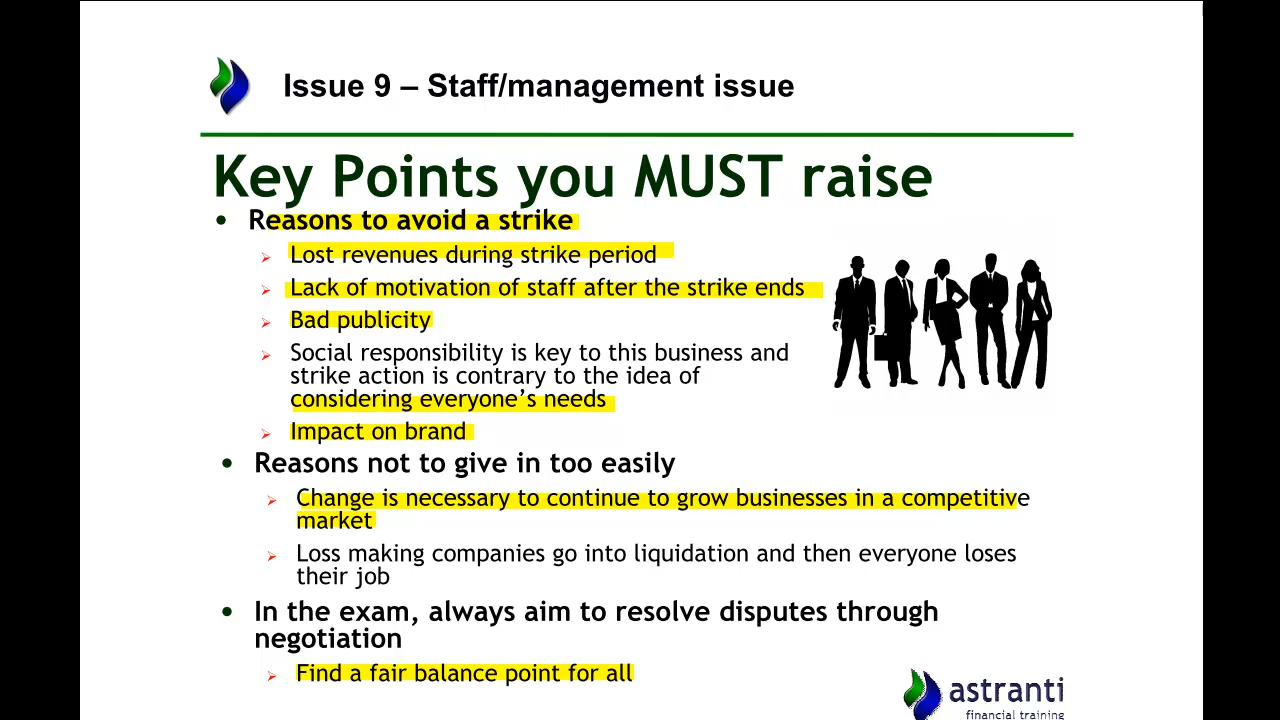 Issue 9 – Staff/management issue
Key Points you MUST raise
• Reasons to avoid a strike
Lost revenues during strike period
Lack of motivation of staff after the strike ends
Bad publicity
Social responsibility is key to this business and
strike action is contrary to the idea of
considering everyone's needs
Impact on brand
• Reasons not to give in too easily
Change is necessary to continue to grow businesses in a competitive
market
Loss making companies go into liquidation and then everyone loses
their job
• In the exam, always aim to resolve disputes through
negotiation
Find a fair balance point for all
astranti
financial training